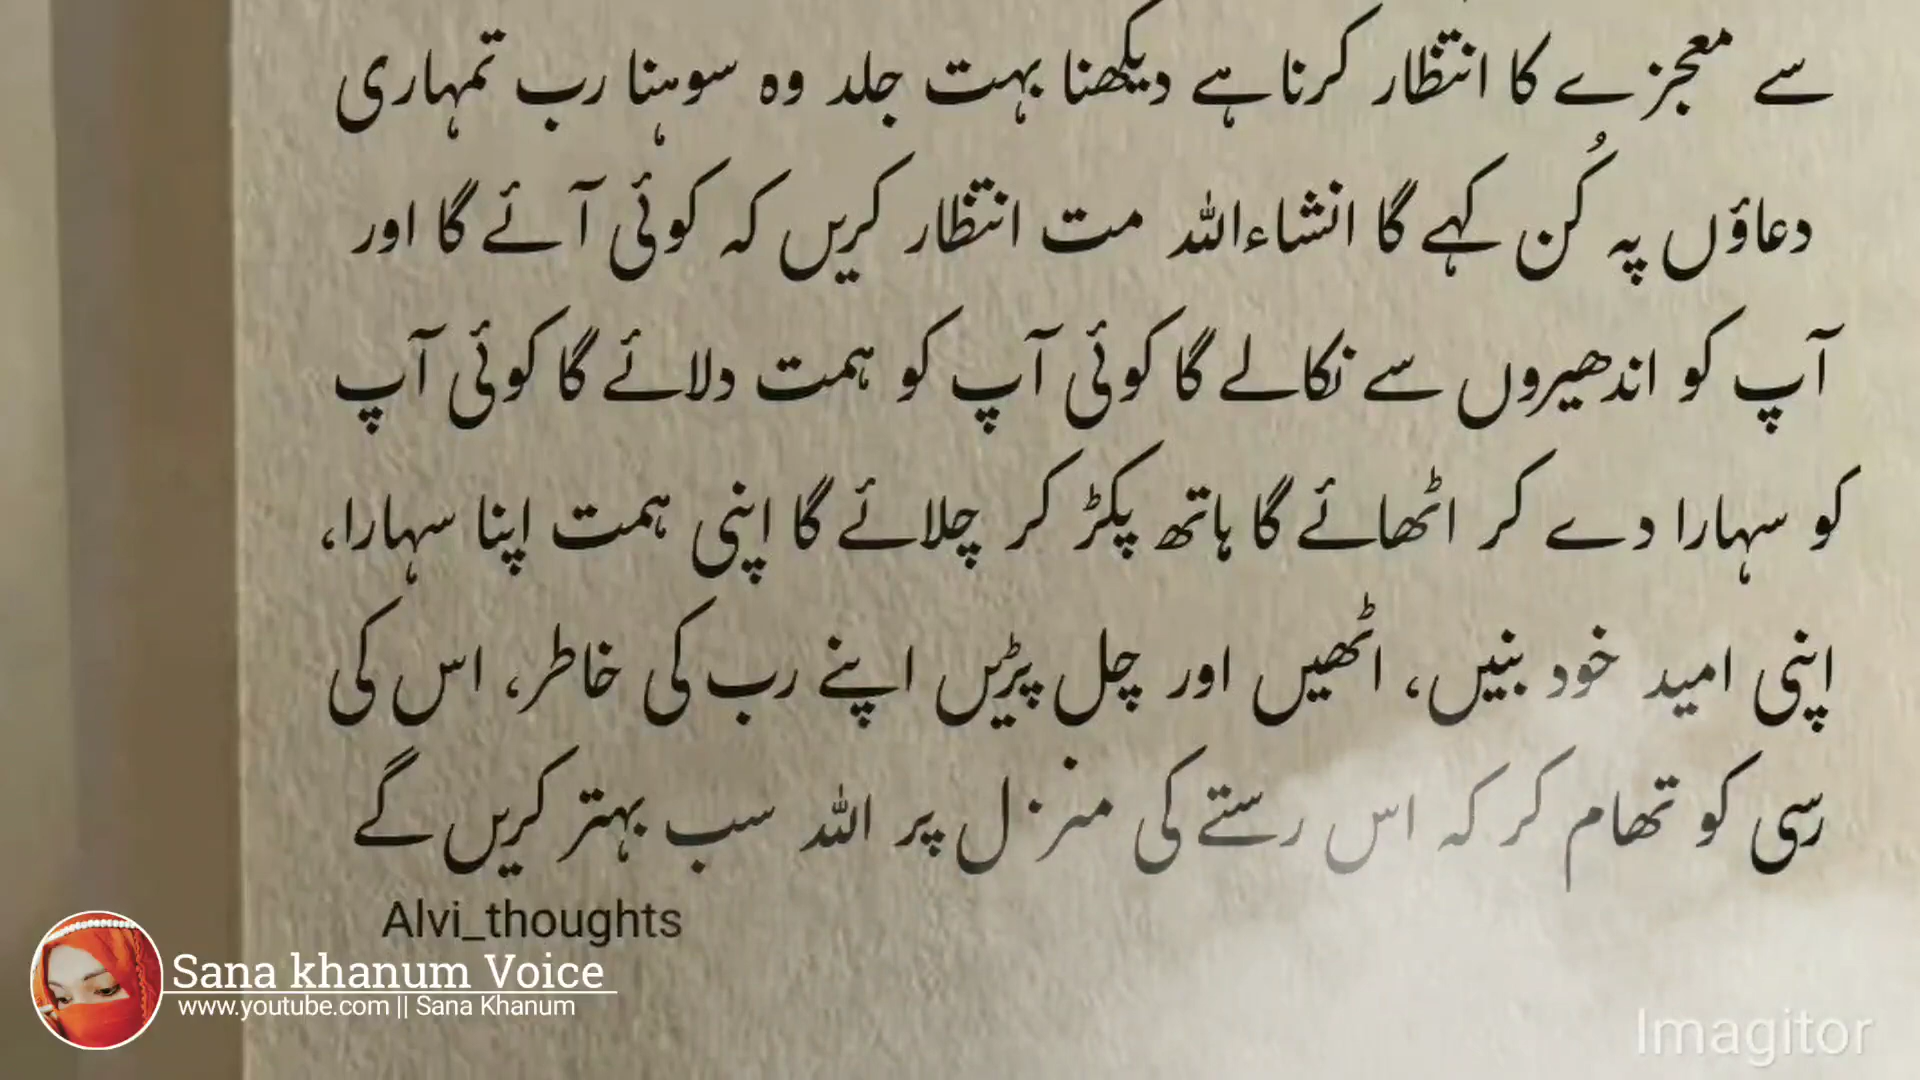 سے معجزے کا انتظار کرنا ہے دیکھنا بہت جلد وہ سوہنا رب تمہاری
دعاؤں پہ کُن کہے گا انشاءاللہ مت انتظار کریں کہ کوئی آئے گا اور
آپ کو اندھیروں سے نکالے گا کوئی آپ کو ہمت دلائے گا کوئی آپ
کو سہارا دے کر اٹھائے گا ہاتھ پکڑ کر چلائے گا اپنی ہمت اپنا سہارا،
اپنی امید خود بنیں، اٹھیں اور چل پڑیں اپنے رب کی خاطر، اس کی
رسی کو تھام کر کہ اس رستے کی منزل پر اللہ سب بہتر کریں گے
Alvi_thoughts
Sana khanum Voice
www.youtube.com || Sana Khanum
Imagitor